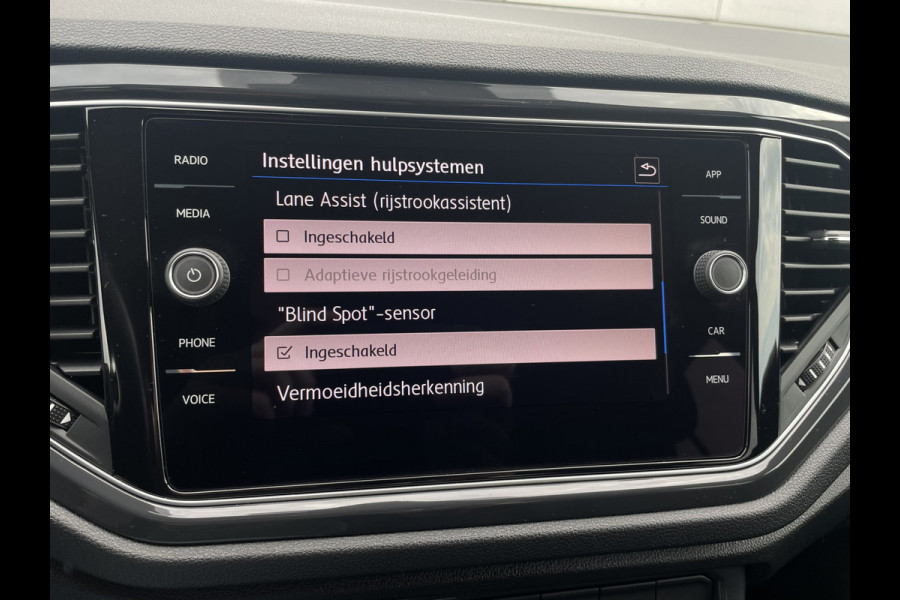 RADIO
MEDIA
PHONE
VOICE
Instellingen hulpsystemen
Lane Assist (rijstrookassistent)
Ingeschakeld
Adaptieve rijstrookgeleiding
"Blind Spot"-sensor
Ingeschakeld
Vermoeidheidsherkenning
APP
SOUND
CAR
MENU